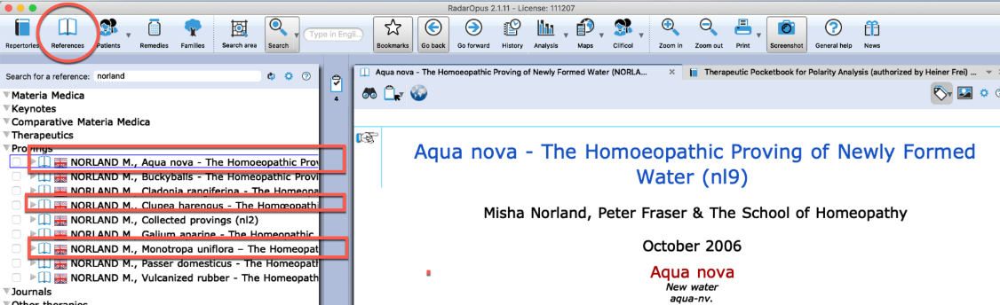 RadarOpus 2.1.11 - License: 111207
Repertories References Patients Remedies Families Search area Search Type in Engli... Bookmarks Go back Go forward History Analysis Maps Clificol Zoom in Zoom out Print Screenshot General help News
Search for a reference: norland
4
Aqua nova - The Homoeopathic Proving of Newly Formed Water (NORLA...
Therapeutic Pocketbook for Polarity Analysis (authorized by Heiner Frei) ...
Materia Medica
Keynotes
Comparative Materia Medica
Therapeutics
Provings
NORLAND M., Aqua nova - The Homoeopathic Prov
NORLAND M., Buckyballs - The Homeopathic Provi
NORLAND M., Cladonia rangiferina - The Homeopa
NORLAND M., Clupea harengus - The Homœopathi
NORLAND M., Collected provings (nl2)
NORLAND M., Galium aparine - The Homeopathic
NORLAND M., Monotropa uniflora – The Homeopat
NORLAND M., Passer domesticus - The Homeopath
NORLAND M., Vulcanized rubber - The Homeopath
Journals
Other therapies
Aqua nova - The Homoeopathic Proving of Newly Formed
Water (nl9)
Misha Norland, Peter Fraser & The School of Homeopathy
October 2006
Aqua nova
New water
aqua-nv.